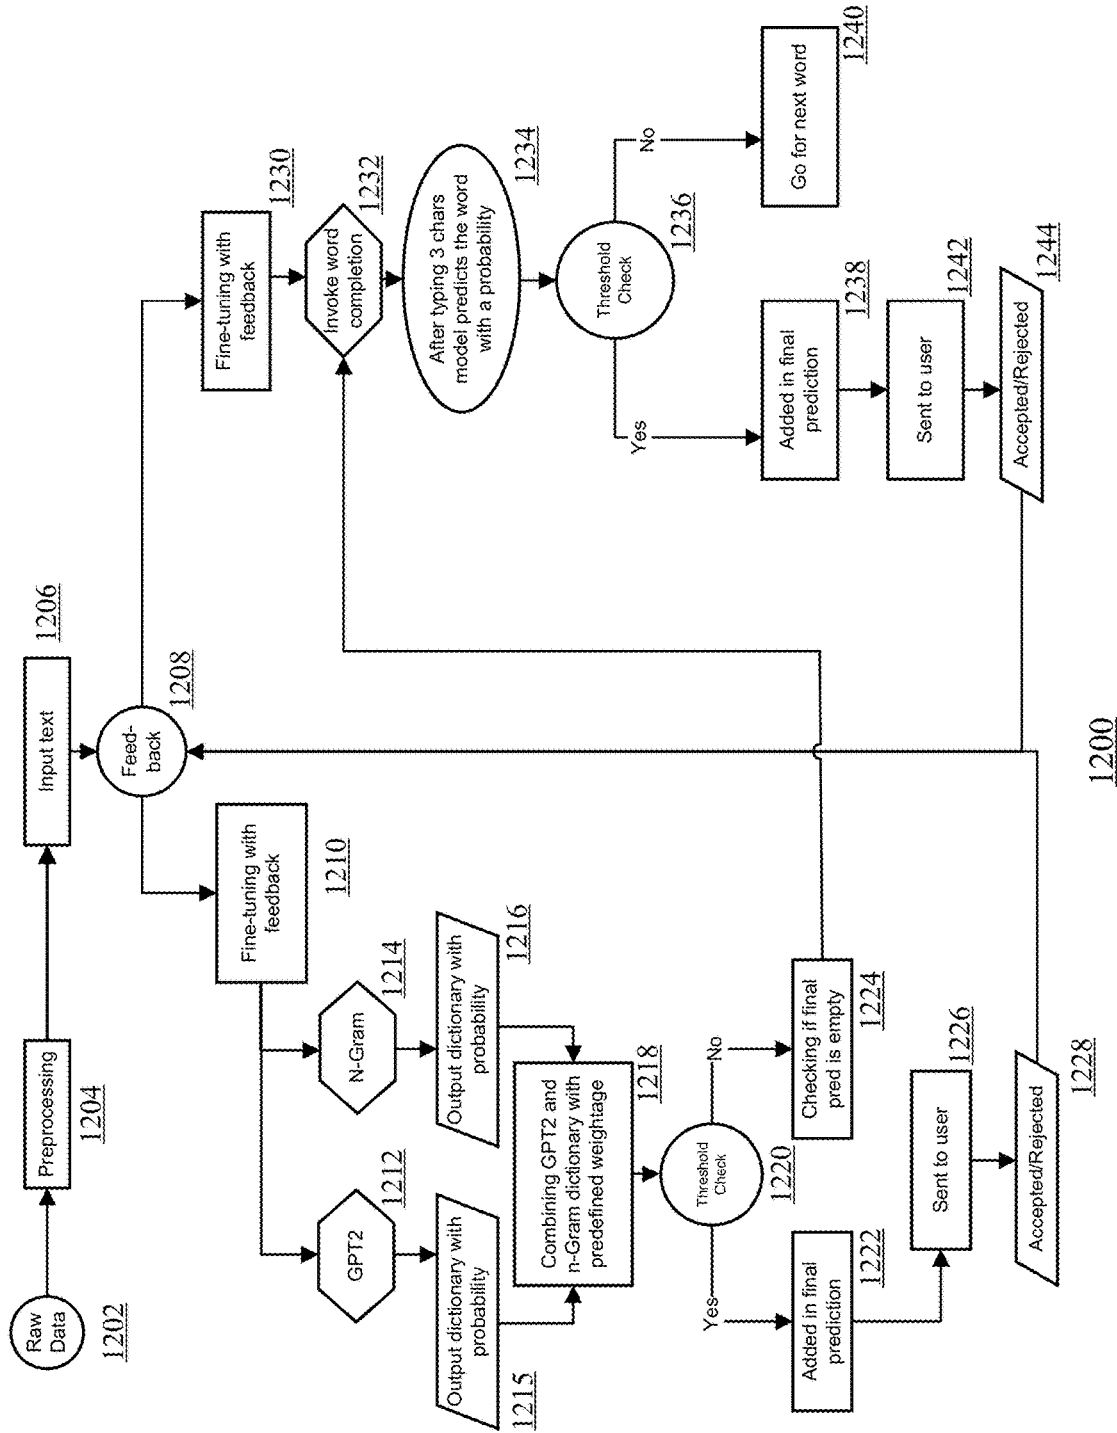 Raw
Data
1202
Preprocessing
1204
Input text
1206
Feed-
back
1208
Fine-tuning with
feedback
1210
GPT2
1212
N-Gram
1214
Output dictionary with
probability
1215
Output dictionary with
probability
1216
Combining GPT2 and
n-Gram dictionary with
predefined weightage
1218
Threshold
Check
1220
Yes
No
Added in final
prediction
1222
Checking if final
pred is empty
1224
Sent to user
1226
Accepted/Rejected
1228
Fine-tuning with
feedback
1230
Invoke word
completion
1232
After typing 3 chars
model predicts the word
with a probability
1234
Threshold
Check
1236
Yes
No
Added in final
prediction
1238
Go for next word
1240
Sent to user
1242
Accepted/Rejected
1244
1200